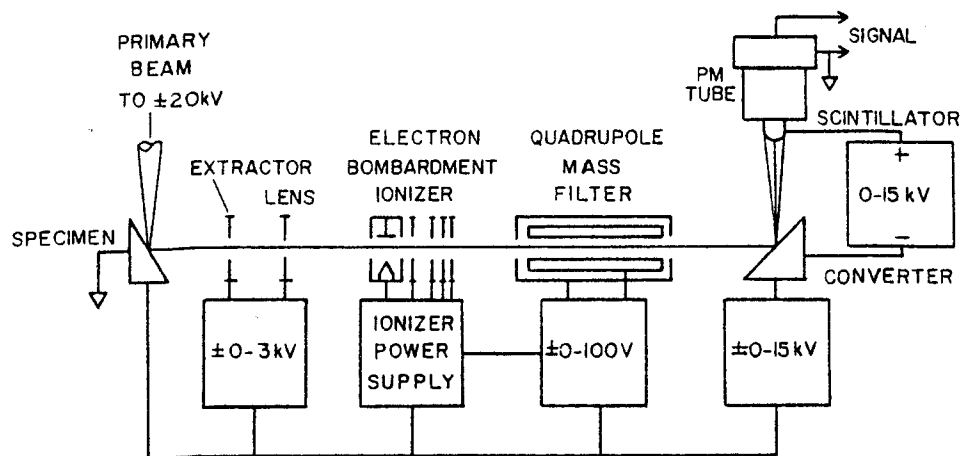 PRIMARY
BEAM
TO ±20kV
SPECIMEN
EXTRACTOR
LENS
ELECTRON
BOMBARDMENT
IONIZER
QUADRUPOLE
MASS
FILTER
PM
TUBE
SIGNAL
SCINTILLATOR
+
0-15 kV
−
CONVERTER
±0-3kV
IONIZER
POWER
SUPPLY
±0-100V
±0-15kV